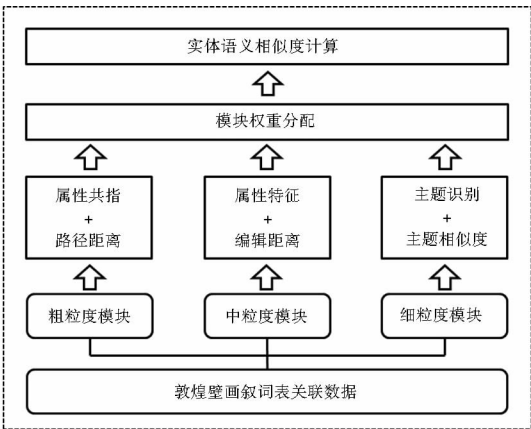 实体语义相似度计算
模块权重分配
属性共指
+
路径距离
属性特征
+
编辑距离
主题识别
+
主题相似度
粗粒度模块
中粒度模块
细粒度模块
敦煌壁画叙词表关联数据